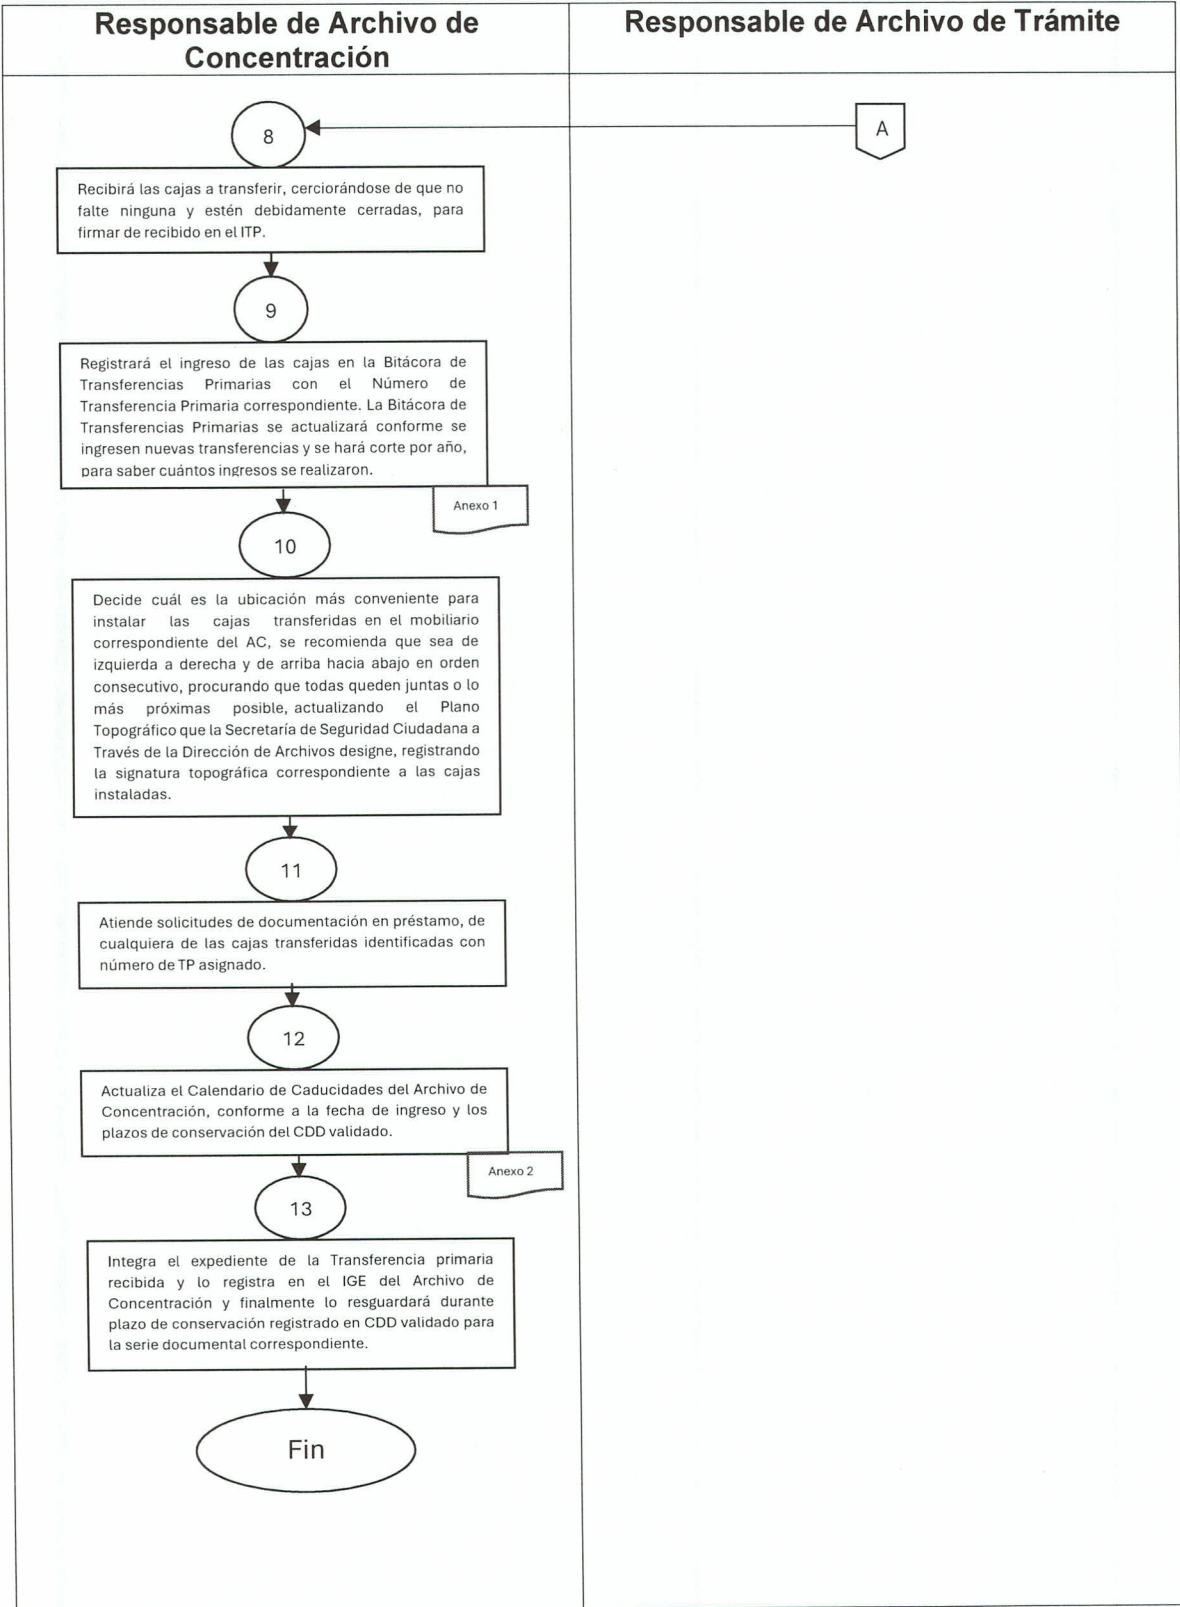 Responsable de Archivo de
Concentración
Responsable de Archivo de Trámite
8
A
Recibirá las cajas a transferir, cerciorándose de que no
falte ninguna y estén debidamente cerradas, para
firmar de recibido en el ITP.
9
Registrará el ingreso de las cajas en la Bitácora de
Transferencias Primarias con el Número de
Transferencia Primaria correspondiente. La Bitácora de
Transferencias Primarias se actualizará conforme se
ingresen nuevas transferencias y se hará corte por año,
para saber cuántos ingresos se realizaron.
Anexo 1
10
Decide cuál es la ubicación más conveniente para
instalar las cajas transferidas en el mobiliario
correspondiente del AC, se recomienda que sea de
izquierda a derecha y de arriba hacia abajo en orden
consecutivo, procurando que todas queden juntas o lo
más próximas posible, actualizando el Plano
Topográfico que la Secretaría de Seguridad Ciudadana a
Través de la Dirección de Archivos designe, registrando
la signatura topográfica correspondiente a las cajas
instaladas.
11
Atiende solicitudes de documentación en préstamo, de
cualquiera de las cajas transferidas identificadas con
número de TP asignado.
12
Actualiza el Calendario de Caducidades del Archivo de
Concentración, conforme a la fecha de ingreso y los
plazos de conservación del CDD validado.
Anexo 2
13
Integra el expediente de la Transferencia primaria
recibida y lo registra en el IGE del Archivo de
Concentración y finalmente lo resguardará durante
plazo de conservación registrado en CDD validado para
la serie documental correspondiente.
Fin